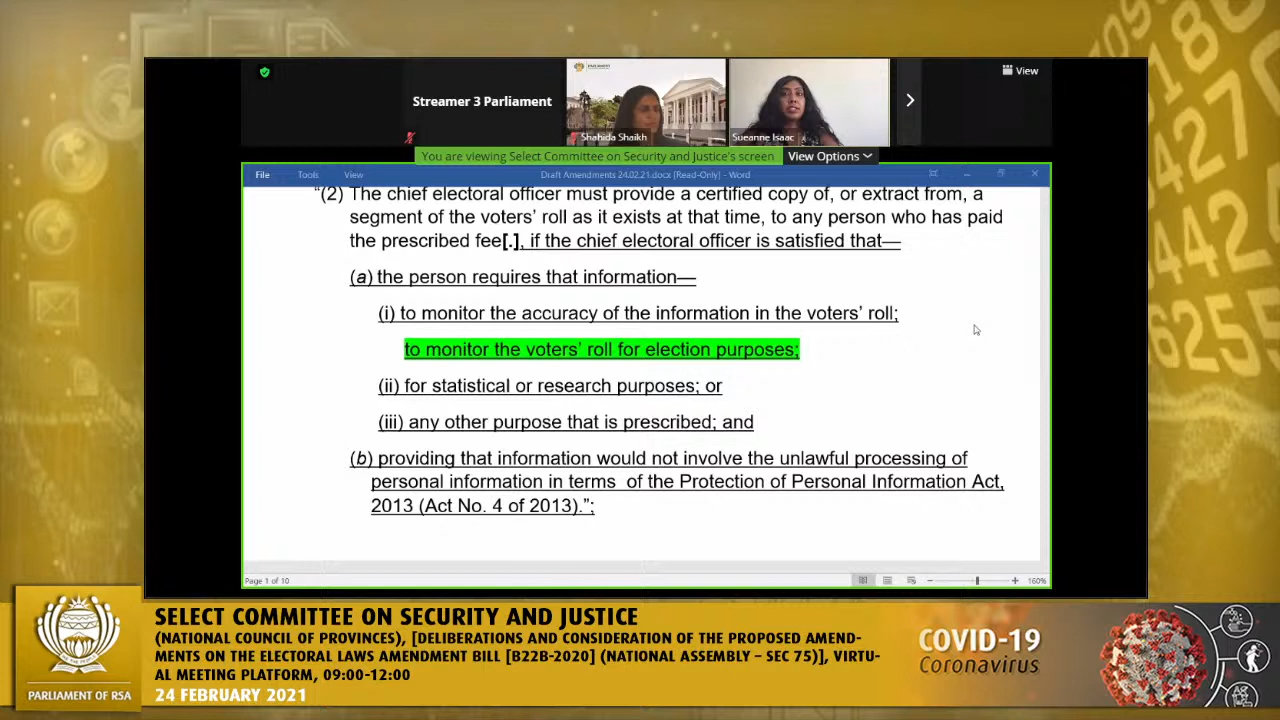 Streamer 3 Parliament
PARLIAMENT
Shahida Shaikh
Sueanne Isaac
View
You are viewing Select Committee on Security and Justice's screen
View Options
File
Tools
View
Draft Amendments 24.02.21.docx [Read-Only] - Word
“(2) The chief electoral officer must provide a certified copy of, or extract from, a
segment of the voters’ roll as it exists at that time, to any person who has paid
the prescribed fee[.], if the chief electoral officer is satisfied that—
(a) the person requires that information—
(i) to monitor the accuracy of the information in the voters’ roll;
to monitor the voters’ roll for election purposes;
(ii) for statistical or research purposes; or
(iii) any other purpose that is prescribed; and
(b) providing that information would not involve the unlawful processing of
personal information in terms of the Protection of Personal Information Act,
2013 (Act No. 4 of 2013).”;
Page 1 of 10
160%
SELECT COMMITTEE ON SECURITY AND JUSTICE
(NATIONAL COUNCIL OF PROVINCES), [DELIBERATIONS AND CONSIDERATION OF THE PROPOSED AMEND-
MENTS ON THE ELECTORAL LAWS AMENDMENT BILL [B22B-2020] (NATIONAL ASSEMBLY – SEC 75)], VIRTU-
AL MEETING PLATFORM, 09:00-12:00
24 FEBRUARY 2021
PARLIAMENT OF RSA
COVID-19
Coronavirus